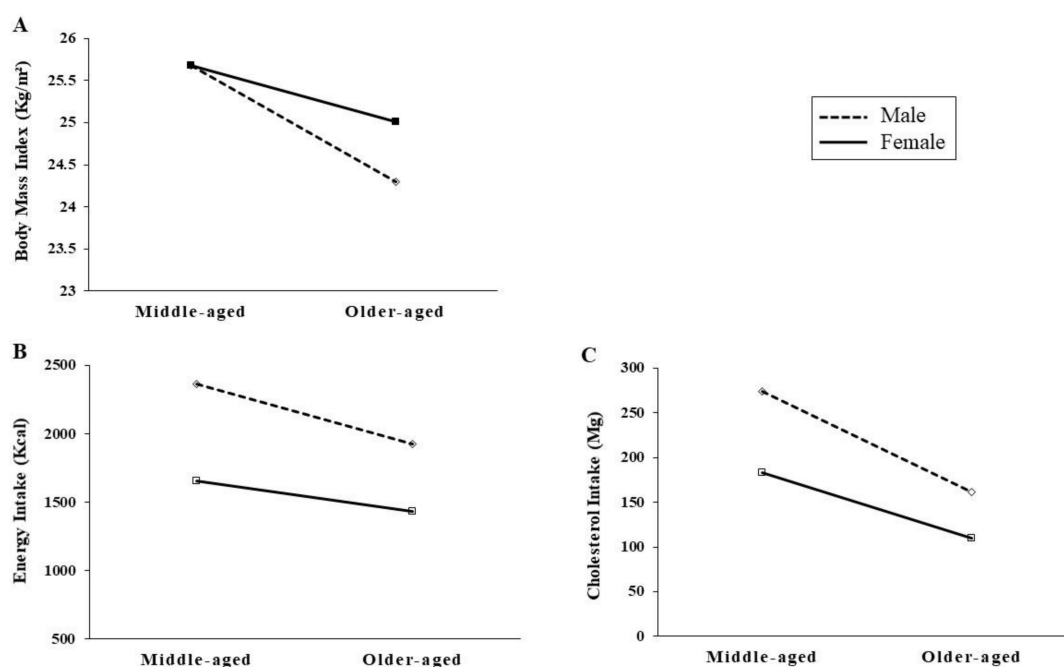 A
Body Mass Index (Kg/m²)
26
25.5
25
24.5
24
23.5
23
Middle-aged
Older-aged
Male
Female
B
Energy Intake (Kcal)
2500
2000
1500
1000
500
Middle-aged
Older-aged
C
Cholesterol Intake (Mg)
300
250
200
150
100
50
0
Middle-aged
Older-aged